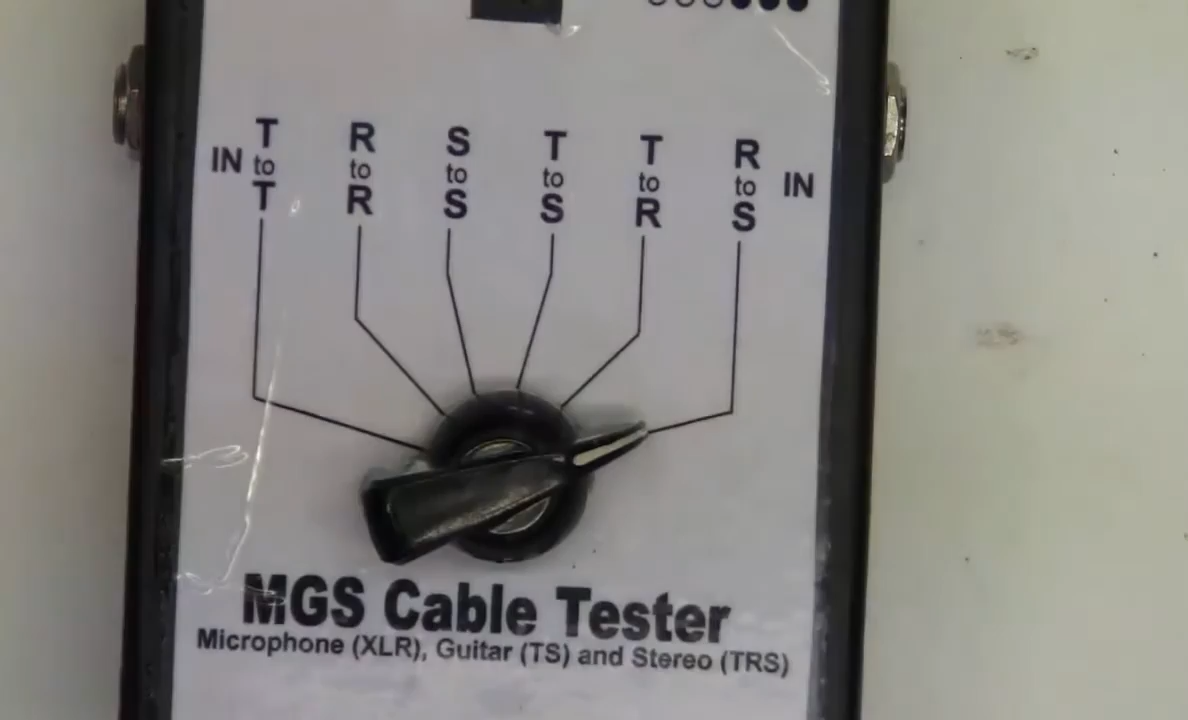 IN T to T R to R S to S T to S T to R R to S IN
MGS Cable Tester
Microphone (XLR), Guitar (TS) and Stereo (TRS)